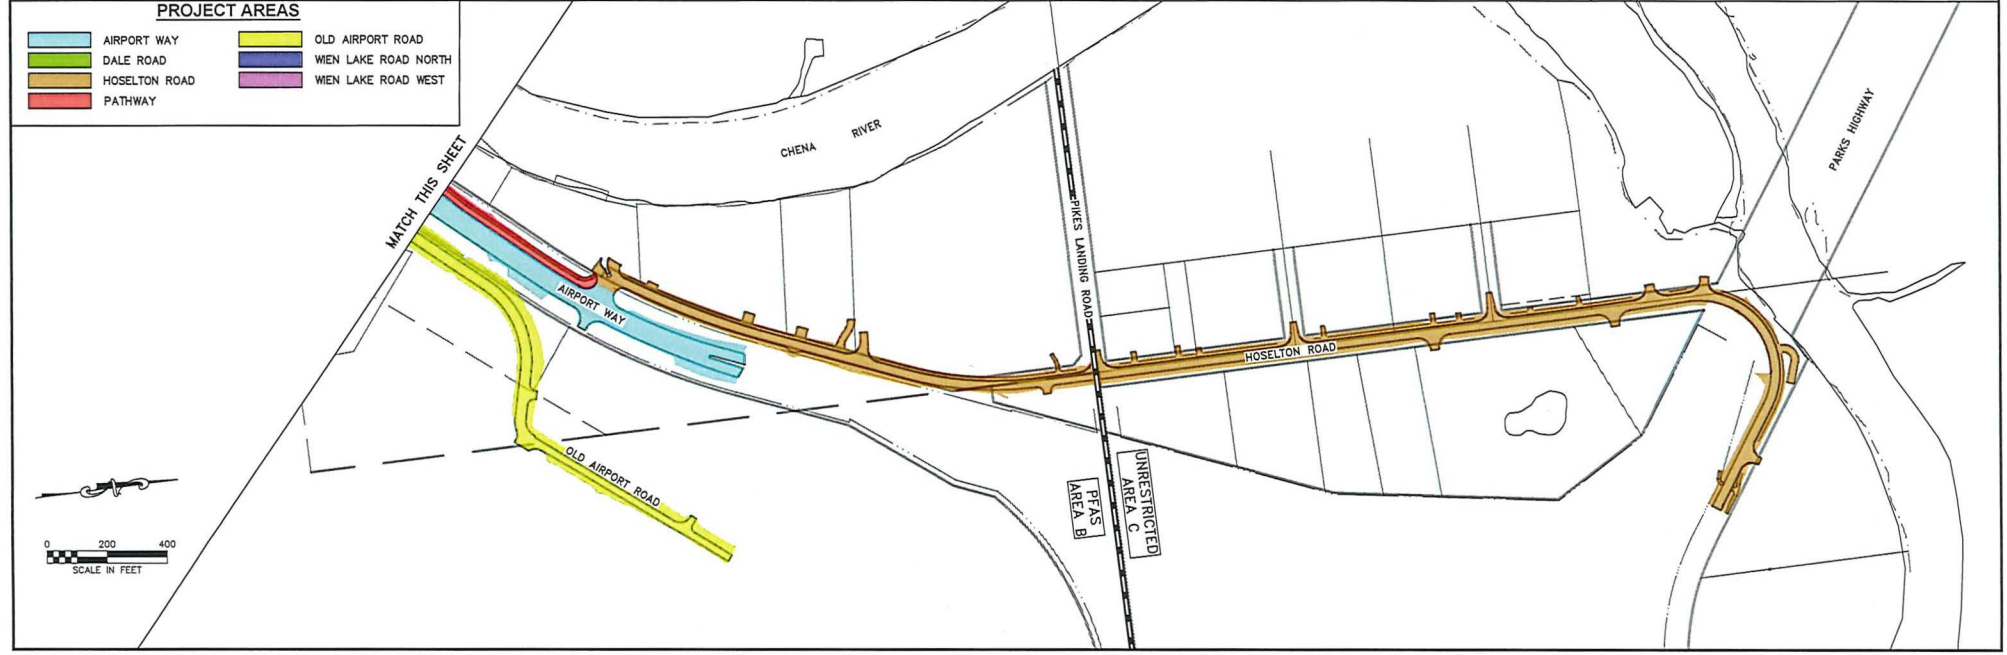 PROJECT AREAS
AIRPORT WAY
DALE ROAD
HOSELTON ROAD
PATHWAY
OLD AIRPORT ROAD
WIEN LAKE ROAD NORTH
WIEN LAKE ROAD WEST
MATCH THIS SHEET
CHENA RIVER
PIKES LANDING ROAD
PARKS HIGHWAY
AIRPORT WAY
HOSELTON ROAD
OLD AIRPORT ROAD
PFAS
AREA B
UNRESTRICTED
AREA C
0 200 400
SCALE IN FEET